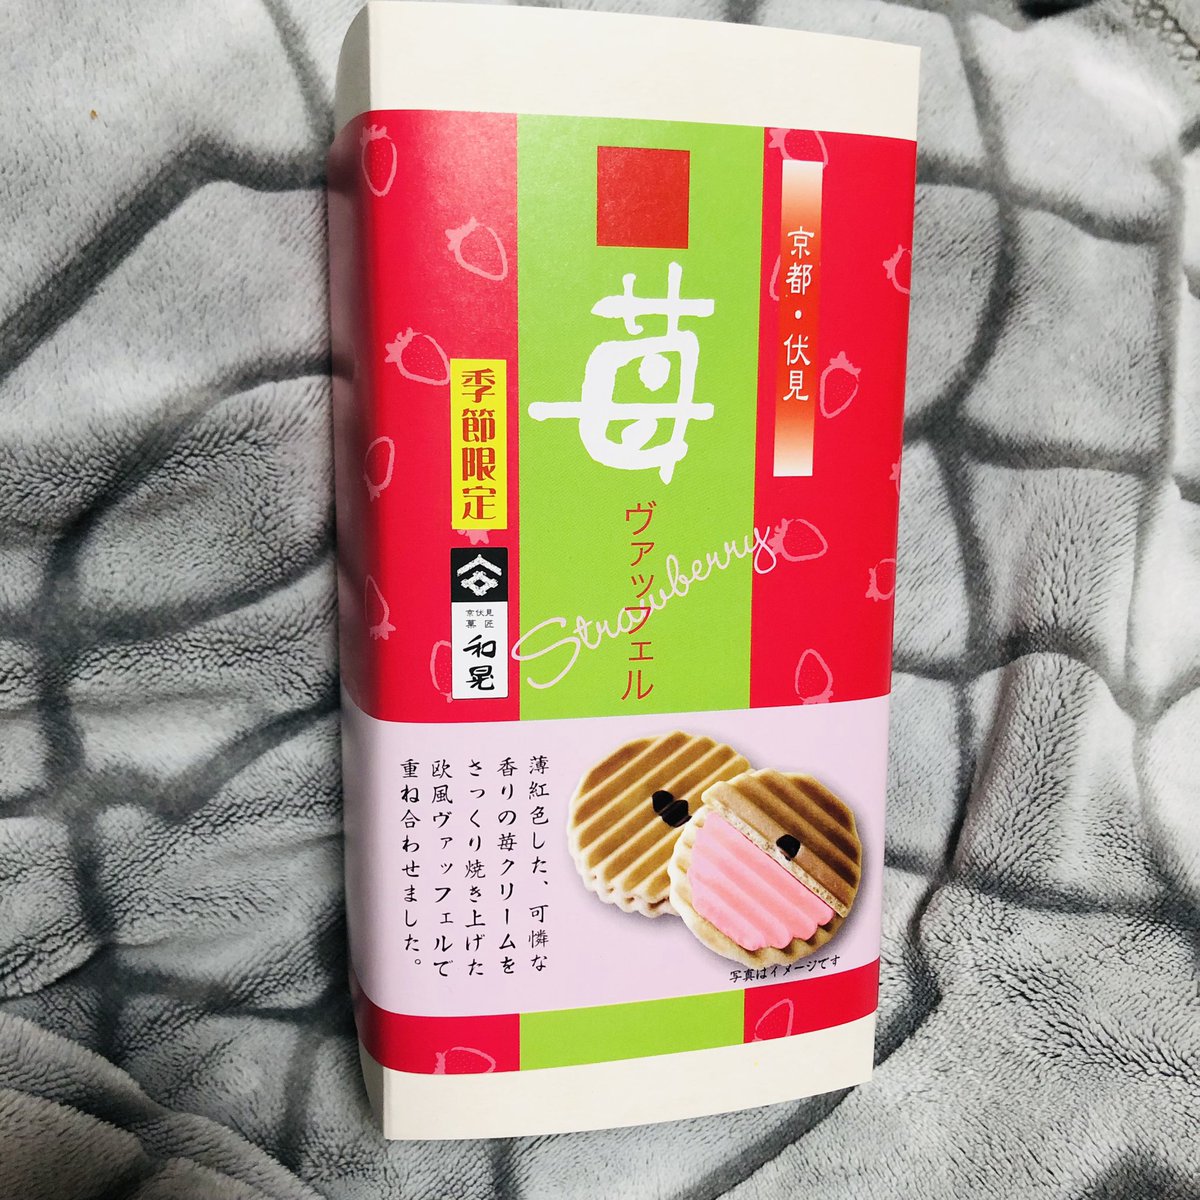 京都・伏見
苺
ヴァッフェル
Strawberry
季節限定
京伏見
菓匠
和晃
薄紅色した、可憐な
香りの苺クリームを
さっくり焼き上げた
欧風ヴァッフェルで
重ね合わせました。
写真はイメージです